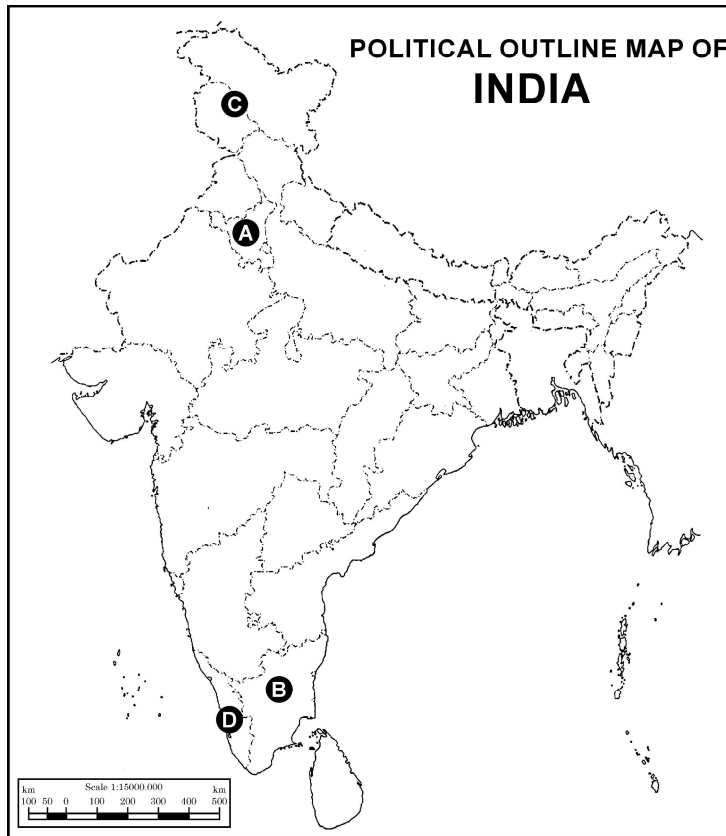 POLITICAL OUTLINE MAP OF
INDIA
C
A
B
D
Scale 1:15000.000
km km
100 50 0 100 200 300 400 500